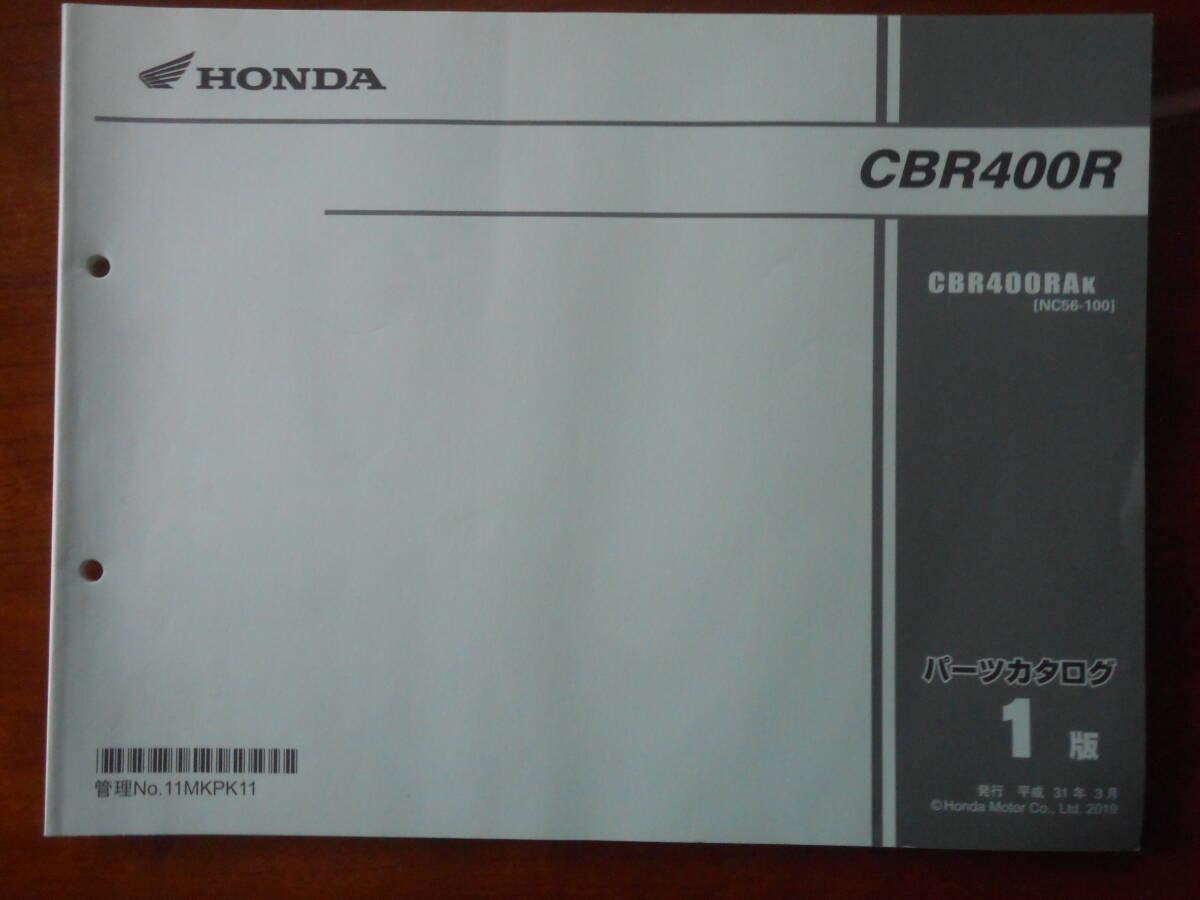 HONDA
CBR400R
CBR400RAK
[NC56-100]
パーツカタログ
1 版
管理No.11MKPK11
発行 平成 31 年 3 月
©Honda Motor Co., Ltd. 2019